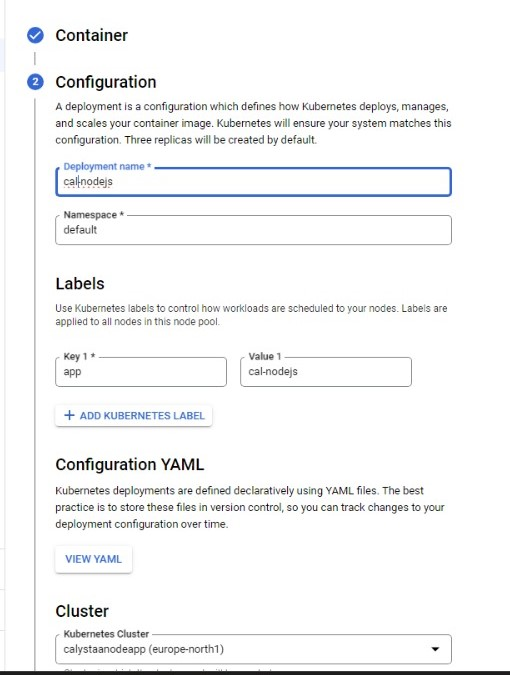 Container
2
Configuration
A deployment is a configuration which defines how Kubernetes deploys, manages,
and scales your container image. Kubernetes will ensure your system matches this
configuration. Three replicas will be created by default.
Deployment name *
cal-nodejs
Namespace *
default
Labels
Use Kubernetes labels to control how workloads are scheduled to your nodes. Labels are
applied to all nodes in this node pool.
Key 1 *
app
Value 1
cal-nodejs
+ ADD KUBERNETES LABEL
Configuration YAML
Kubernetes deployments are defined declaratively using YAML files. The best
practice is to store these files in version control, so you can track changes to your
deployment configuration over time.
VIEW YAML
Cluster
Kubernetes Cluster
calystaanodeapp (europe-north1)